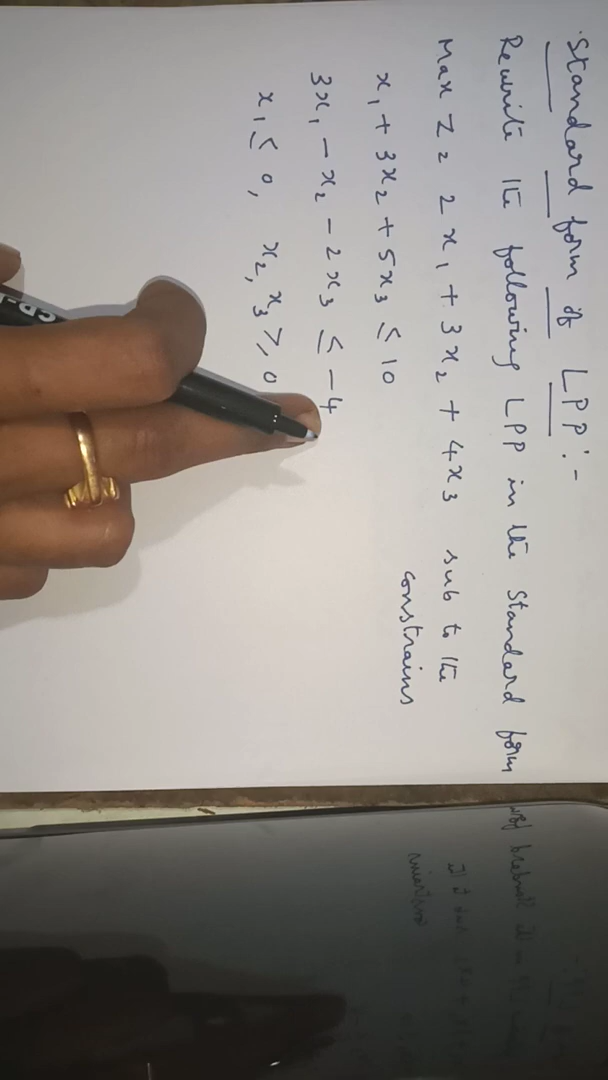 Standard form of LPP :-
Rewrite the following LPP in the Standard form
Max Z = 2x₁ + 3x₂ + 4x₃ sub to the
constrains
x₁ + 3x₂ + 5x₃ ≤ 10
3x₁ - x₂ - 2x₃ ≤ -4
x₁ ≤ 0, x₂, x₃ ≥, 0